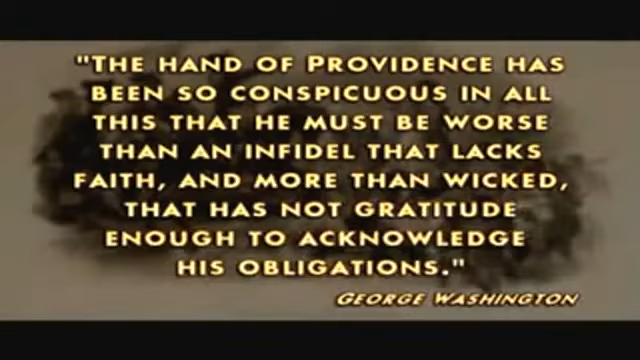 "THE HAND OF PROVIDENCE HAS
BEEN SO CONSPICUOUS IN ALL
THIS THAT HE MUST BE WORSE
THAN AN INFIDEL THAT LACKS
FAITH, AND MORE THAN WICKED,
THAT HAS NOT GRATITUDE
ENOUGH TO ACKNOWLEDGE
HIS OBLIGATIONS."
GEORGE WASHINGTON